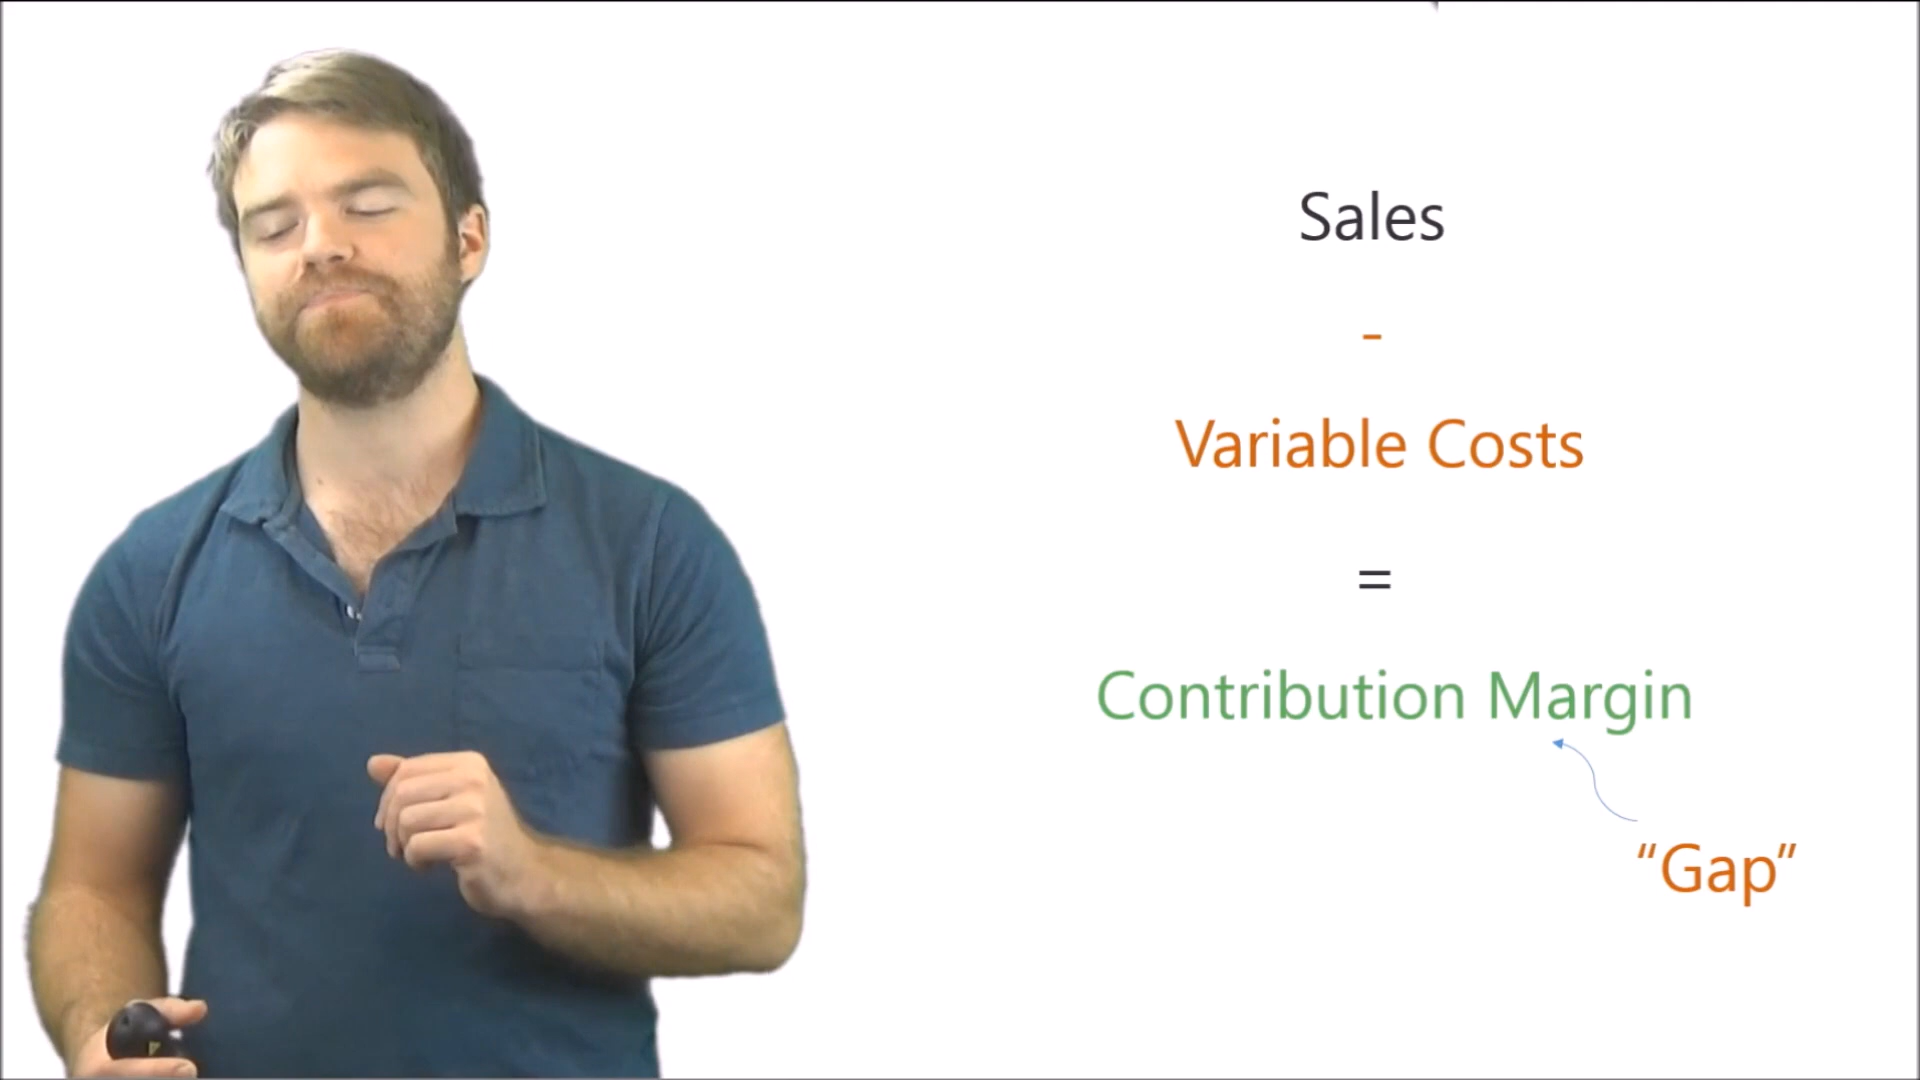 Sales
-
Variable Costs
=
Contribution Margin
“Gap”